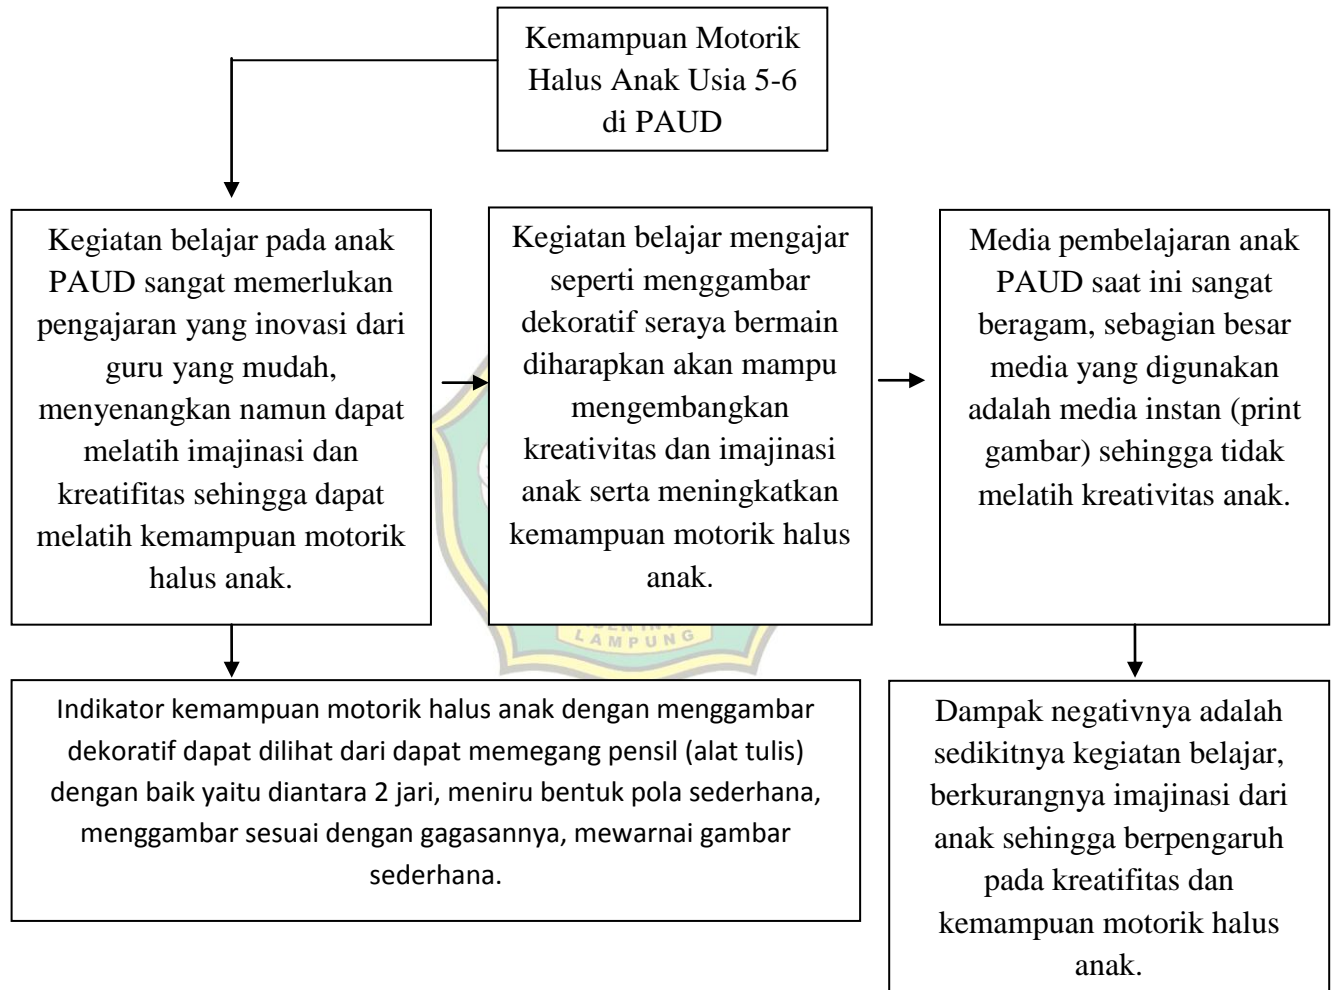 Kemampuan Motorik
Halus Anak Usia 5-6
di PAUD
Kegiatan belajar pada anak
PAUD sangat memerlukan
pengajaran yang inovasi dari
guru yang mudah,
menyenangkan namun dapat
melatih imajinasi dan
kreatifitas sehingga dapat
melatih kemampuan motorik
halus anak.
Kegiatan belajar mengajar
seperti menggambar
dekoratif seraya bermain
diharapkan akan mampu
mengembangkan
kreativitas dan imajinasi
anak serta meningkatkan
kemampuan motorik halus
anak.
Media pembelajaran anak
PAUD saat ini sangat
beragam, sebagian besar
media yang digunakan
adalah media instan (print
gambar) sehingga tidak
melatih kreativitas anak.
LAMPUNG
Indikator kemampuan motorik halus anak dengan menggambar
dekoratif dapat dilihat dari dapat memegang pensil (alat tulis)
dengan baik yaitu diantara 2 jari, meniru bentuk pola sederhana,
menggambar sesuai dengan gagasannya, mewarnai gambar
sederhana.
Dampak negativnya adalah
sedikitnya kegiatan belajar,
berkurangnya imajinasi dari
anak sehingga berpengaruh
pada kreatifitas dan
kemampuan motorik halus
anak.